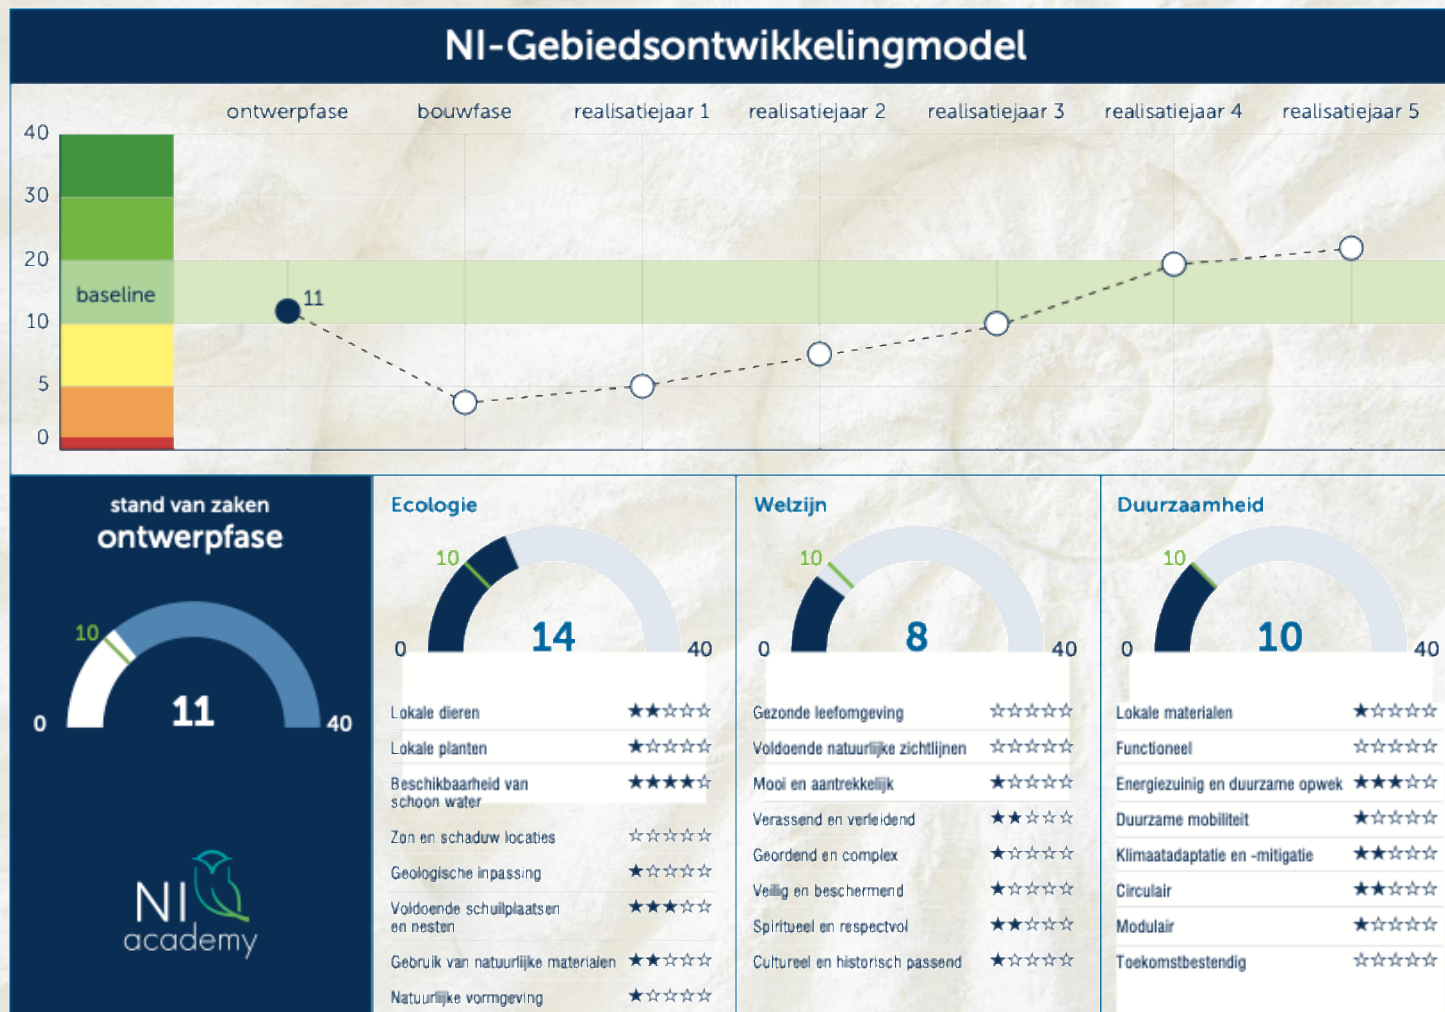 NI-Gebiedsontwikkelingmodel
ontwerpfase bouwfase realisatiejaar 1 realisatiejaar 2 realisatiejaar 3 realisatiejaar 4 realisatiejaar 5
40
30
20
baseline
11
10
5
0
stand van zaken
ontwerpfase
10
11
0
40
NI
academy
Ecologie
10
14
0
40
Lokale dieren ★★☆☆☆
Lokale planten ★☆☆☆☆
Beschikbaarheid van ★★★★☆
schoon water
Zon en schaduw locaties ☆☆☆☆☆
Geologische inpassing ★☆☆☆☆
Voldoende schuilplaatsen ★★★☆☆
en nesten
Gebruik van natuurlijke materialen ★★☆☆☆
Natuurlijke vormgeving ★☆☆☆☆
Welzijn
10
8
0
40
Gezonde leefomgeving ☆☆☆☆☆
Voldoende natuurlijke zichtlijnen ☆☆☆☆☆
Mooi en aantrekkelijk ★☆☆☆☆
Verassend en verleidend ★★☆☆☆
Geordend en complex ★☆☆☆☆
Veilig en beschermend ★☆☆☆☆
Spiritueel en respectvol ★★☆☆☆
Cultureel en historisch passend ★☆☆☆☆
Duurzaamheid
10
10
0
40
Lokale materialen ★☆☆☆☆
Functioneel ☆☆☆☆☆
Energiezuinig en duurzame opwek ★★★☆☆
Duurzame mobiliteit ★☆☆☆☆
Klimaatadaptatie en -mitigatie ★★☆☆☆
Circulair ★★☆☆☆
Modulair ★☆☆☆☆
Toekomstbestendig ☆☆☆☆☆